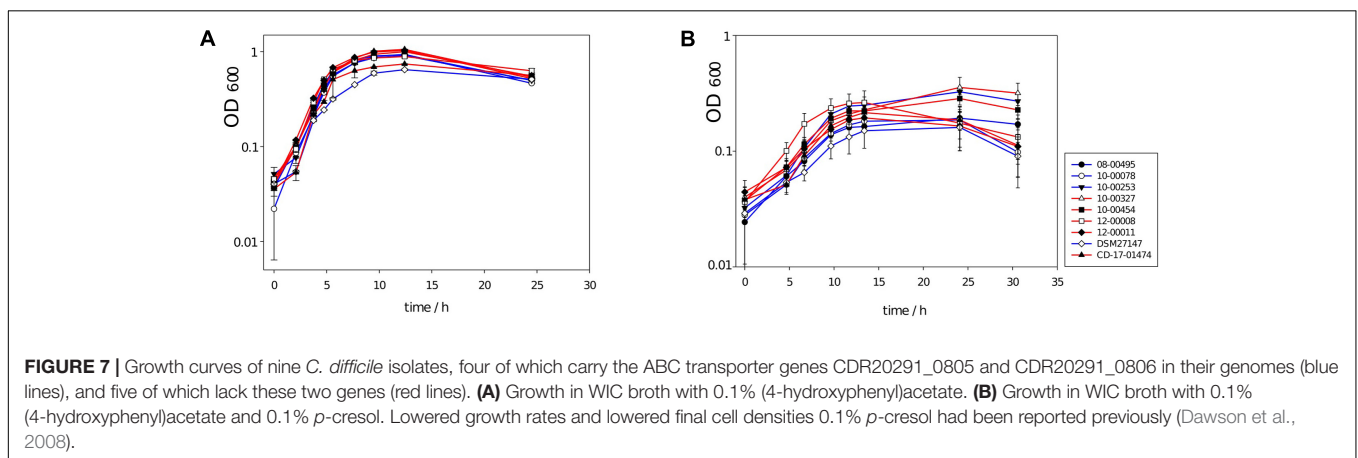 A
B
OD 600
1
0.1
0.01
0
5
10
15
20
25
30
time / h
OD 600
1
0.1
0.01
0
5
10
15
20
25
30
35
time / h
08-00495
10-00078
10-00253
10-00327
10-00454
12-00008
12-00011
DSM27147
CD-17-01474
FIGURE 7 | Growth curves of nine C. difficile isolates, four of which carry the ABC transporter genes CDR20291_0805 and CDR20291_0806 in their genomes (blue
lines), and five of which lack these two genes (red lines). (A) Growth in WIC broth with 0.1% (4-hydroxyphenyl)acetate. (B) Growth in WIC broth with 0.1%
(4-hydroxyphenyl)acetate and 0.1% p-cresol. Lowered growth rates and lowered final cell densities 0.1% p-cresol had been reported previously (Dawson et al.,
2008).